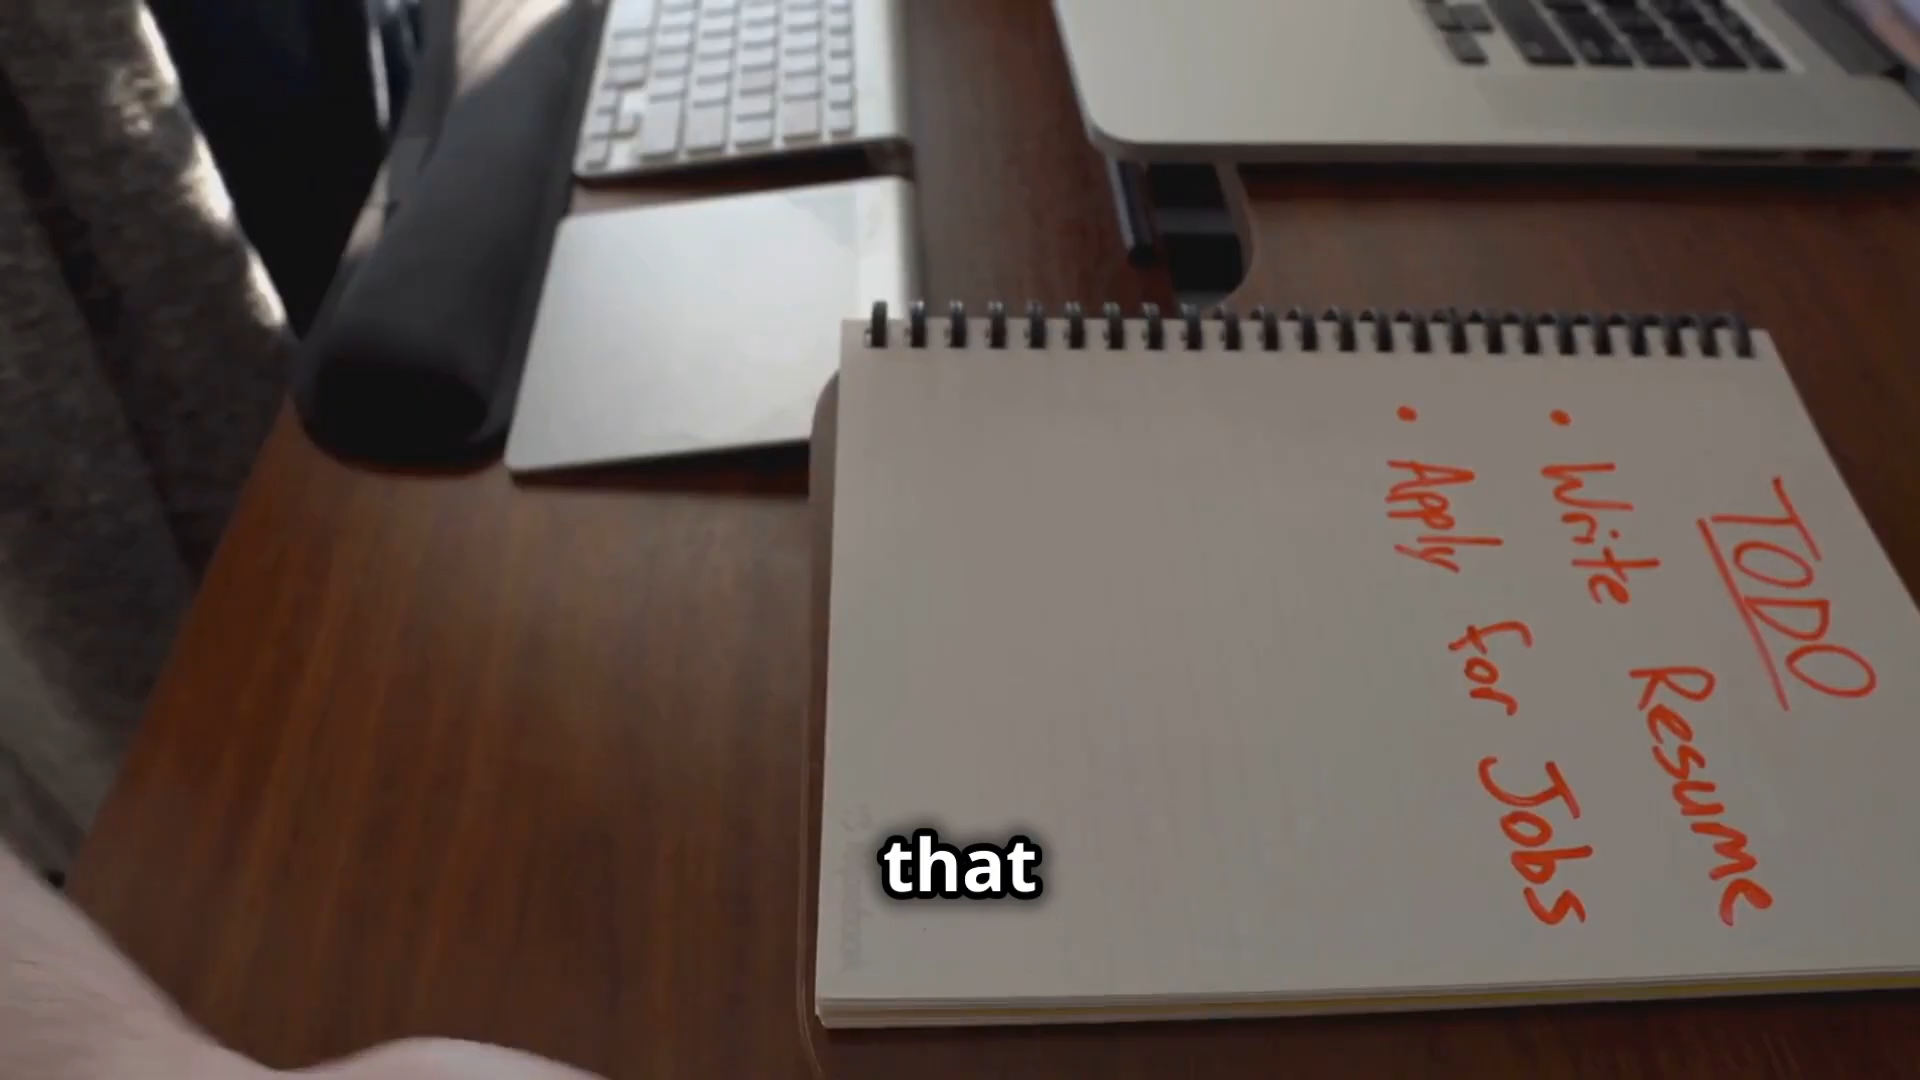 TODO
• Write Resume
• Apply for Jobs
that